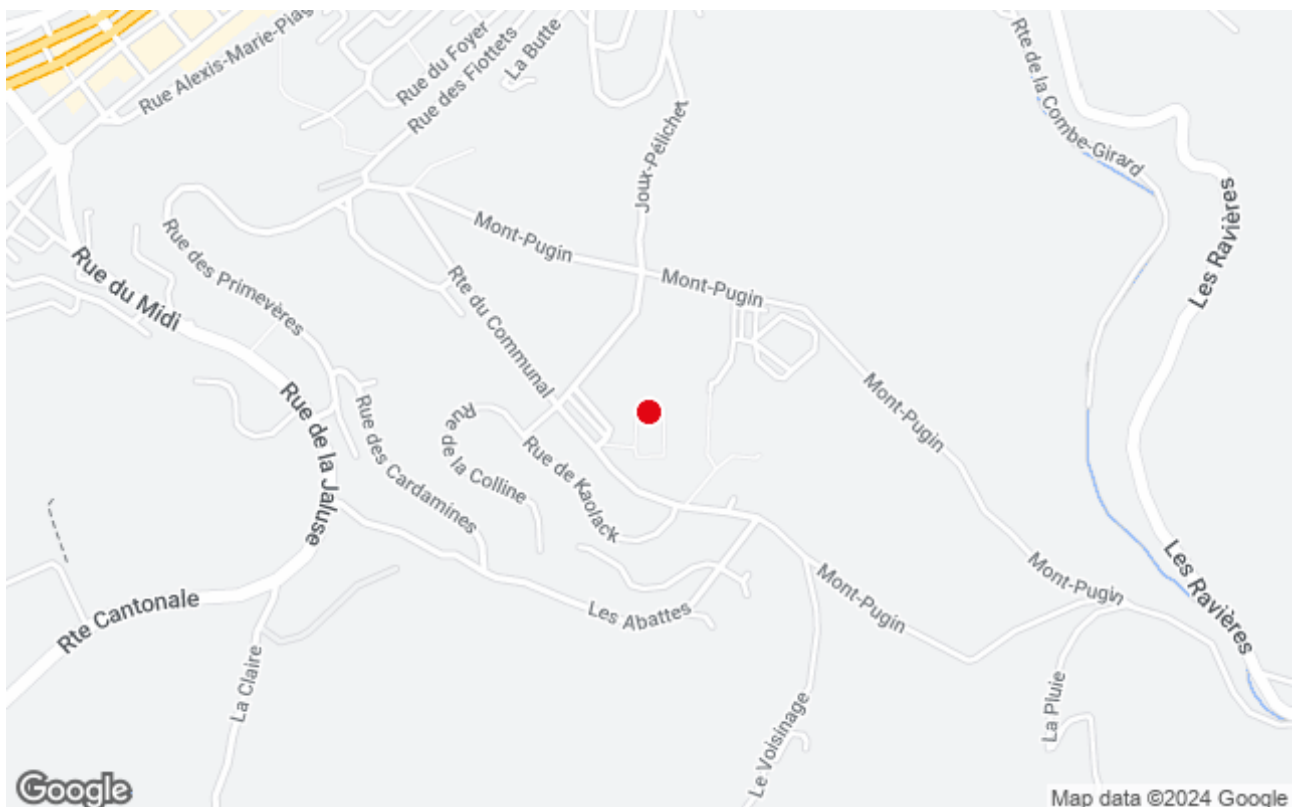 Rue Alexis-Marie-Piag
Rue du Foyer
Rue des Fiottets
La Butte
Rte de la Combe-Girard
Joux-Pélichet
Les Ravières
Mont-Pugin
Mont-Pugin
Rue des Primevères
Rue du Midi
Rte du Communal
Mont-Pugin
Rue de la Jaluse
Rue des Cardamines
Rue de la Colline
Rue de Kaolack
Les Ravières
Mont-Pugin
Mont-Pugin
Les Abattes
Rte Cantonale
La Claire
La Pluie
Le Voisinage
Google
Map data ©2024 Google